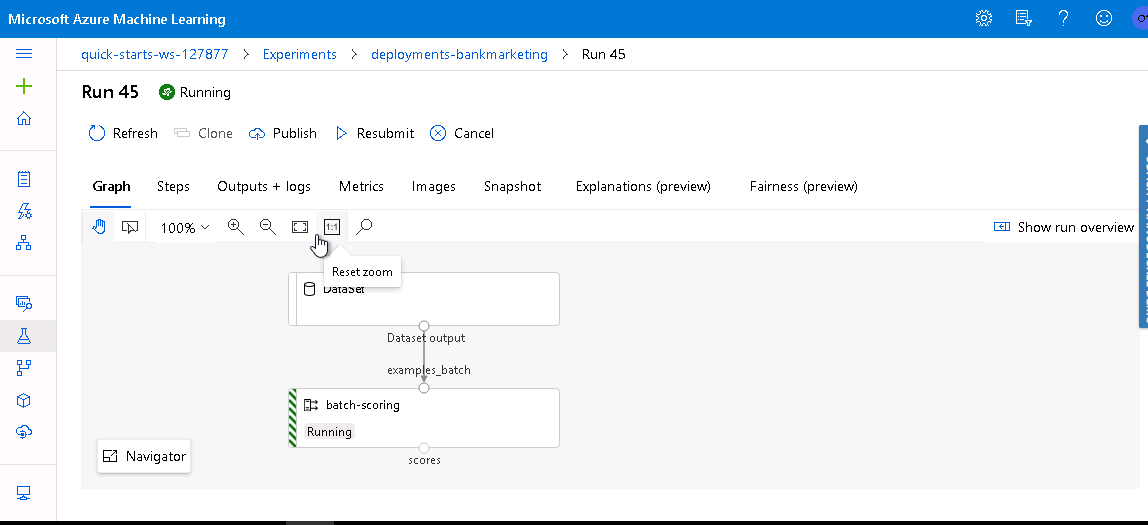 Microsoft Azure Machine Learning
quick-starts-ws-127877 > Experiments > deployments-bankmarketing > Run 45
Run 45 Running
Refresh Clone Publish Resubmit Cancel
Graph Steps Outputs + logs Metrics Images Snapshot Explanations (preview) Fairness (preview)
100% 1:1 Show run overview
Reset zoom
DataSet
Dataset output
examples_batch
batch-scoring
Running
Navigator
scores